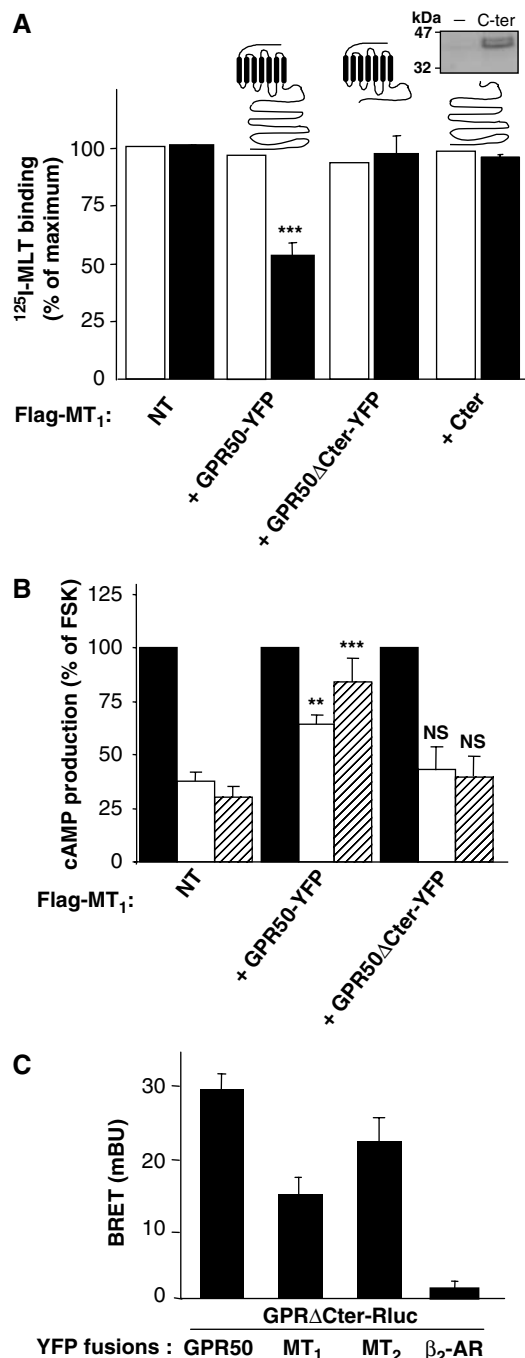 A
kDa – C-ter
47
32
125I-MLT binding
(% of maximum)
100
75
50
25
0
***
Flag-MT1:
NT
+ GPR50-YFP
+ GPR50ΔCter-YFP
+ Cter
B
cAMP production (% of FSK)
125
100
75
50
25
0
**
***
NS
NS
Flag-MT1:
NT
+ GPR50-YFP
+ GPR50ΔCter-YFP
C
BRET (mBU)
30
20
10
0
GPRΔCter-Rluc
YFP fusions : GPR50 MT1 MT2 β2-AR